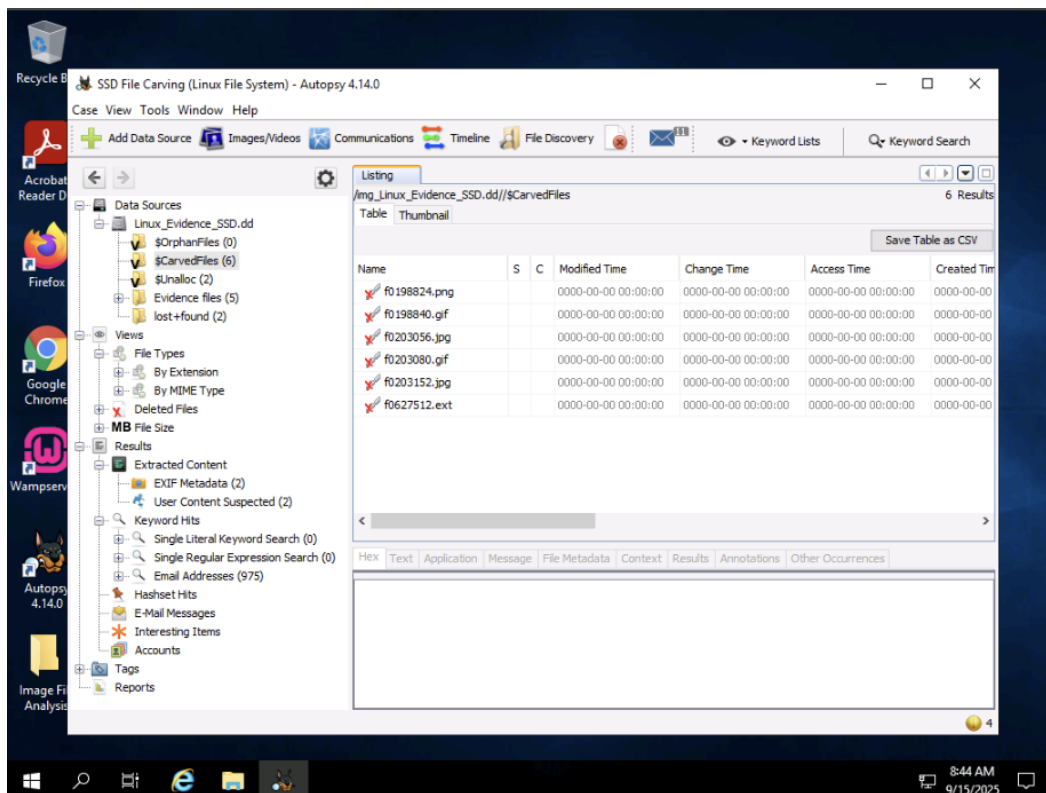 Recycle B
SSD File Carving (Linux File System) - Autopsy 4.14.0
Case View Tools Window Help
Add Data Source Images/Videos Communications Timeline File Discovery 111 Keyword Lists Keyword Search
Acrobat
Reader D
Firefox
Google
Chrome
Wampserv
Autopsy
4.14.0
Image Fi
Analysis
Data Sources
Linux_Evidence_SSD.dd
$OrphanFiles (0)
$CarvedFiles (6)
$Unalloc (2)
Evidence files (5)
lost+found (2)
Views
File Types
By Extension
By MIME Type
Deleted Files
MB File Size
Results
Extracted Content
EXIF Metadata (2)
User Content Suspected (2)
Keyword Hits
Single Literal Keyword Search (0)
Single Regular Expression Search (0)
Email Addresses (975)
Hashset Hits
E-Mail Messages
Interesting Items
Accounts
Tags
Reports
Listing
/img_Linux_Evidence_SSD.dd//$CarvedFiles 6 Results
Table Thumbnail
Save Table as CSV
Name S C Modified Time Change Time Access Time Created Tim
f0198824.png 0000-00-00 00:00:00 0000-00-00 00:00:00 0000-00-00 00:00:00 0000-00-00
f0198840.gif 0000-00-00 00:00:00 0000-00-00 00:00:00 0000-00-00 00:00:00 0000-00-00
f0203056.jpg 0000-00-00 00:00:00 0000-00-00 00:00:00 0000-00-00 00:00:00 0000-00-00
f0203080.gif 0000-00-00 00:00:00 0000-00-00 00:00:00 0000-00-00 00:00:00 0000-00-00
f0203152.jpg 0000-00-00 00:00:00 0000-00-00 00:00:00 0000-00-00 00:00:00 0000-00-00
f0627512.ext 0000-00-00 00:00:00 0000-00-00 00:00:00 0000-00-00 00:00:00 0000-00-00
Hex Text Application Message File Metadata Context Results Annotations Other Occurrences
4
8:44 AM
9/15/2025